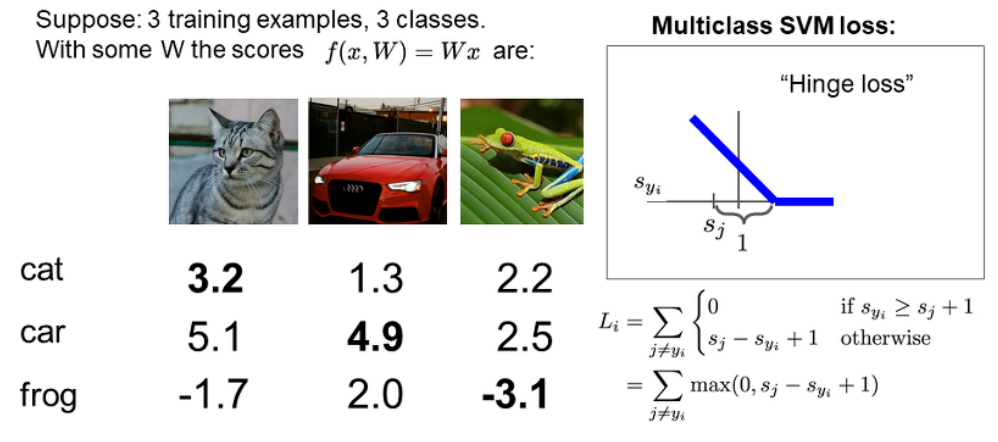 Suppose: 3 training examples, 3 classes.
With some W the scores f(x, W) = Wx are:
cat 3.2 1.3 2.2
car 5.1 4.9 2.5
frog -1.7 2.0 -3.1
Multiclass SVM loss:
“Hinge loss”
s_{y_i}
s_j
1
L_i = \sum_{j≠y_i} { 0 if s_{y_i} ≥ s_j + 1
s_j − s_{y_i} + 1 otherwise
= \sum_{j≠y_i} max(0, s_j − s_{y_i} + 1)